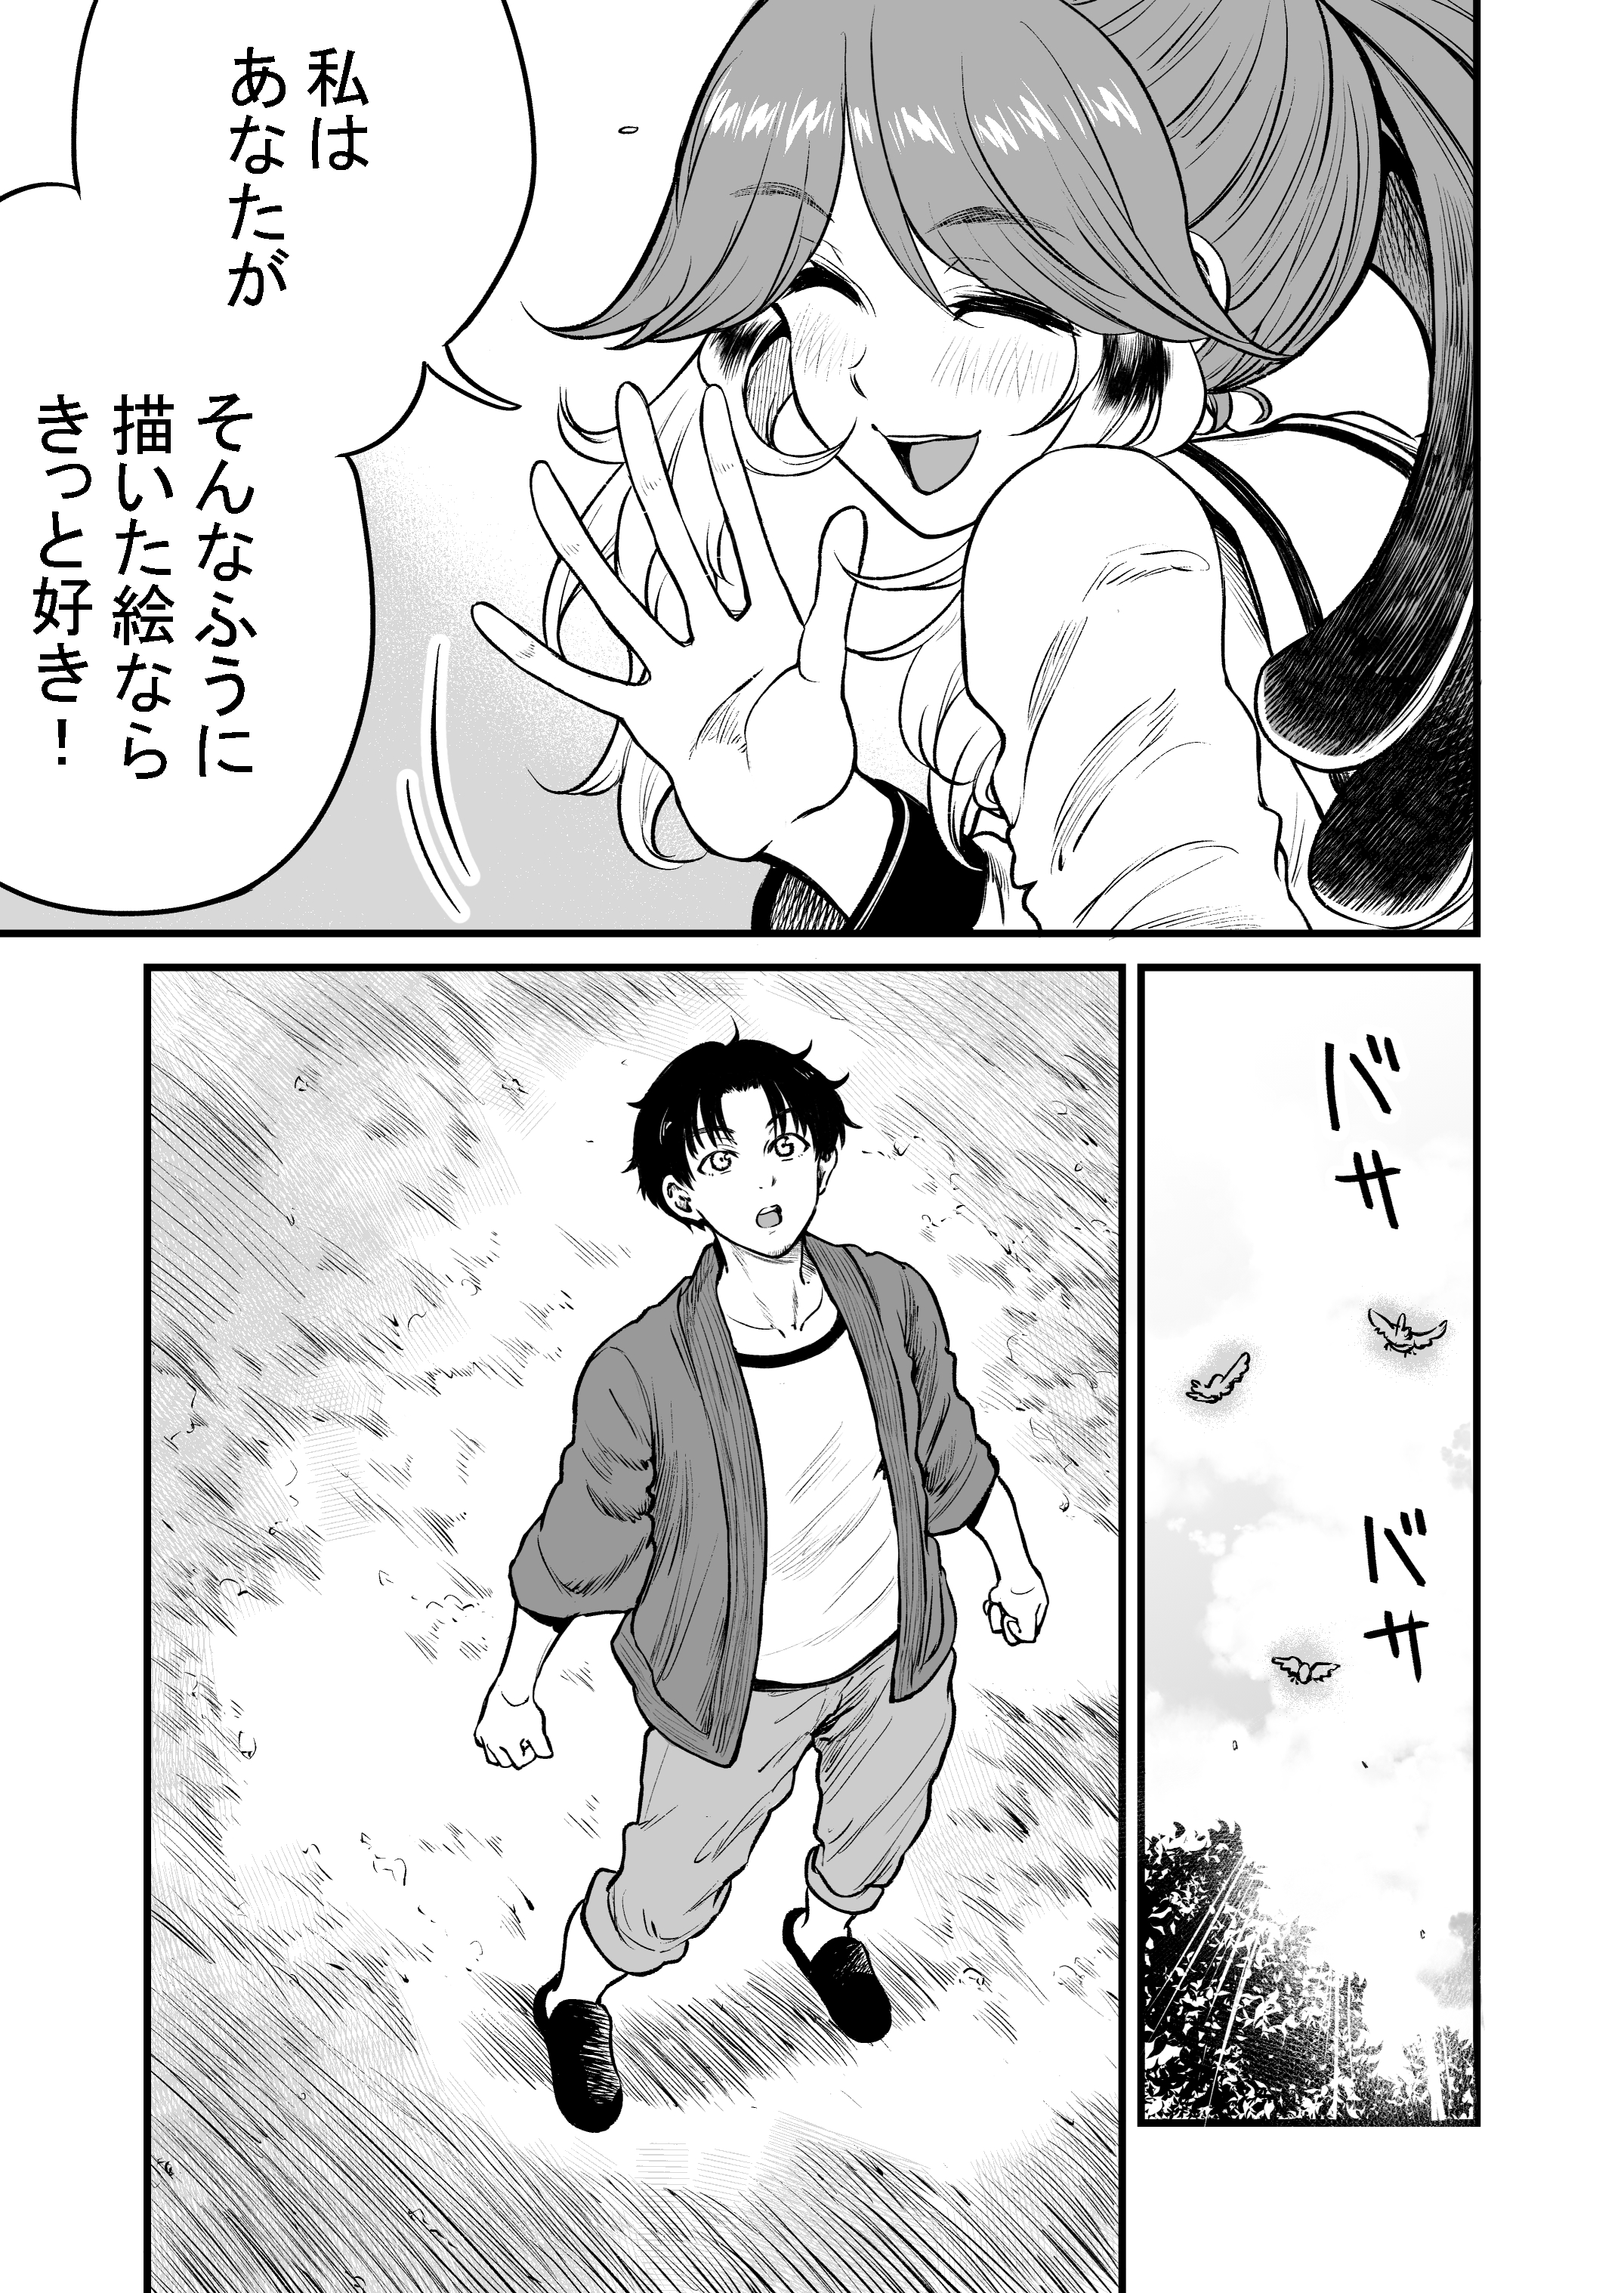 私は
あなたが
そんなふうに
描いた絵なら
きっと好き！
バサ
バサ